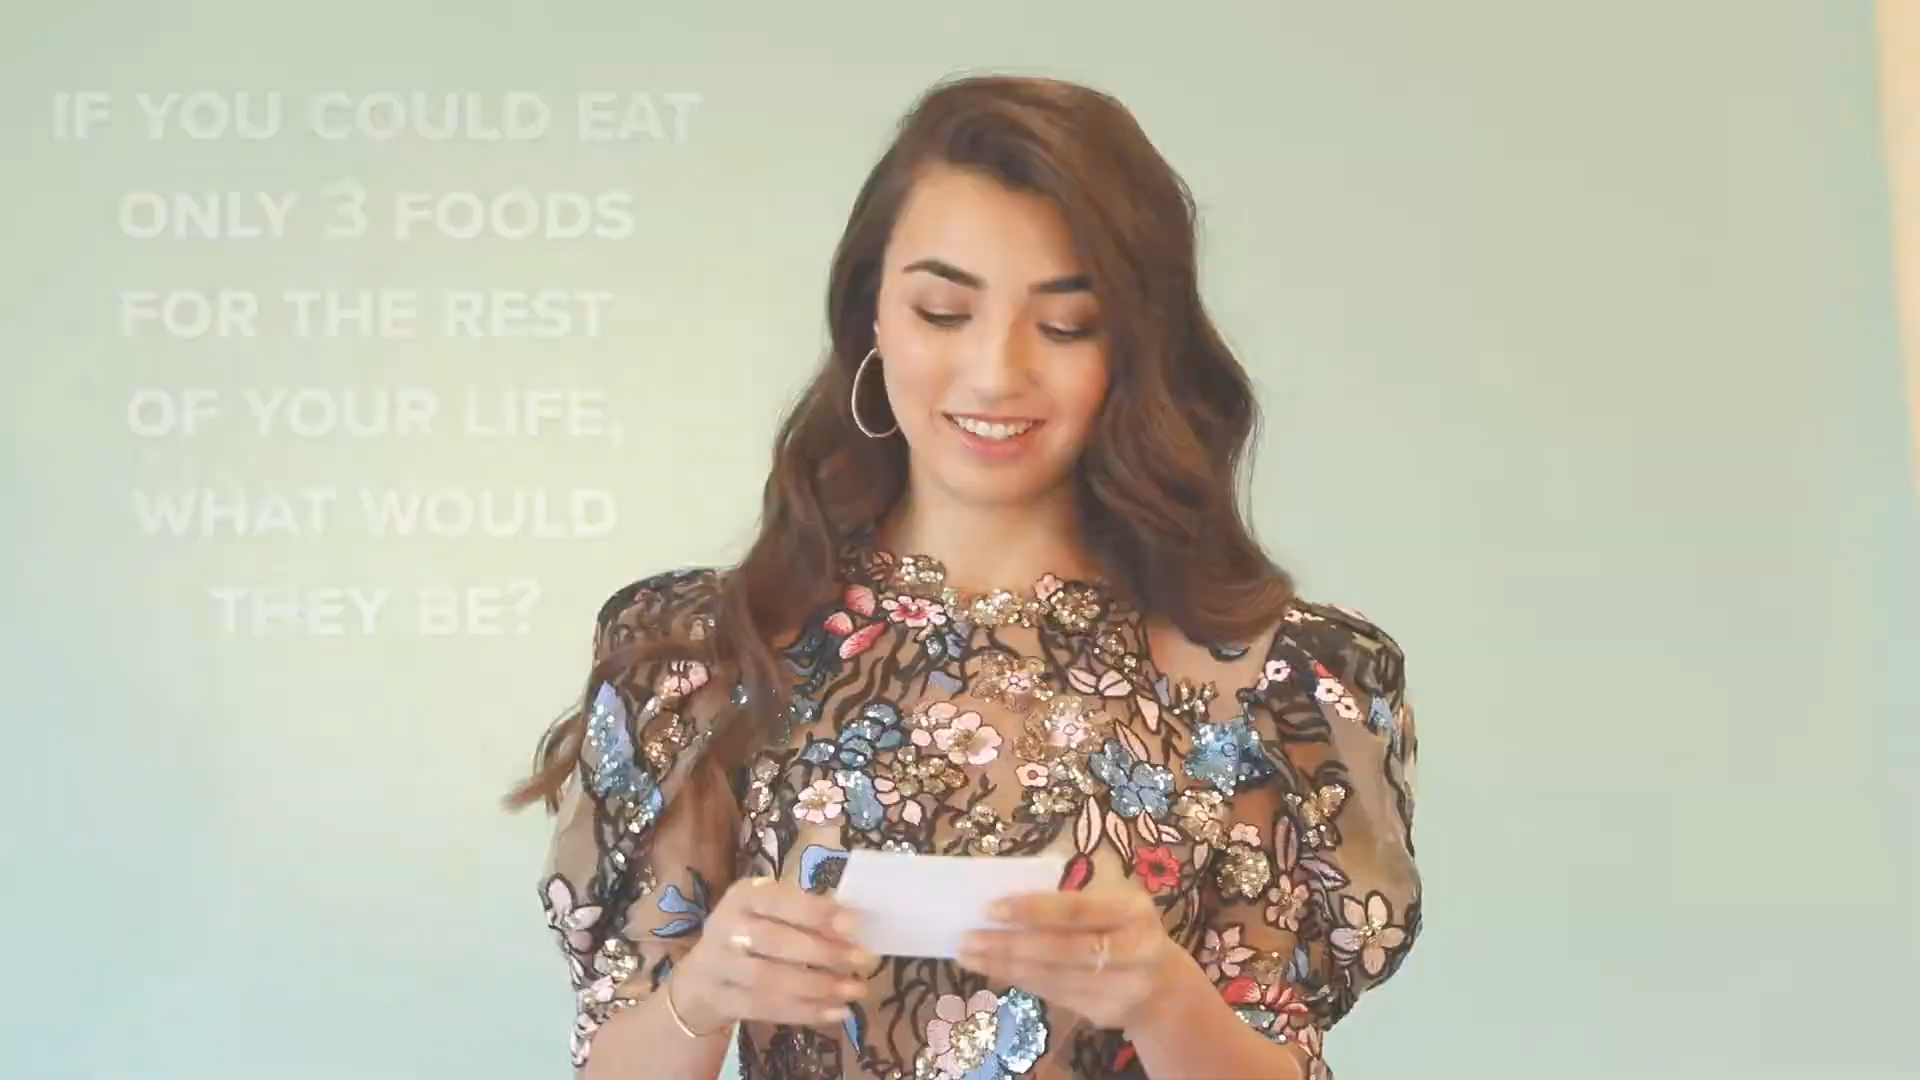 IF YOU COULD EAT
ONLY 3 FOODS
FOR THE REST
OF YOUR LIFE,
WHAT WOULD
THEY BE?